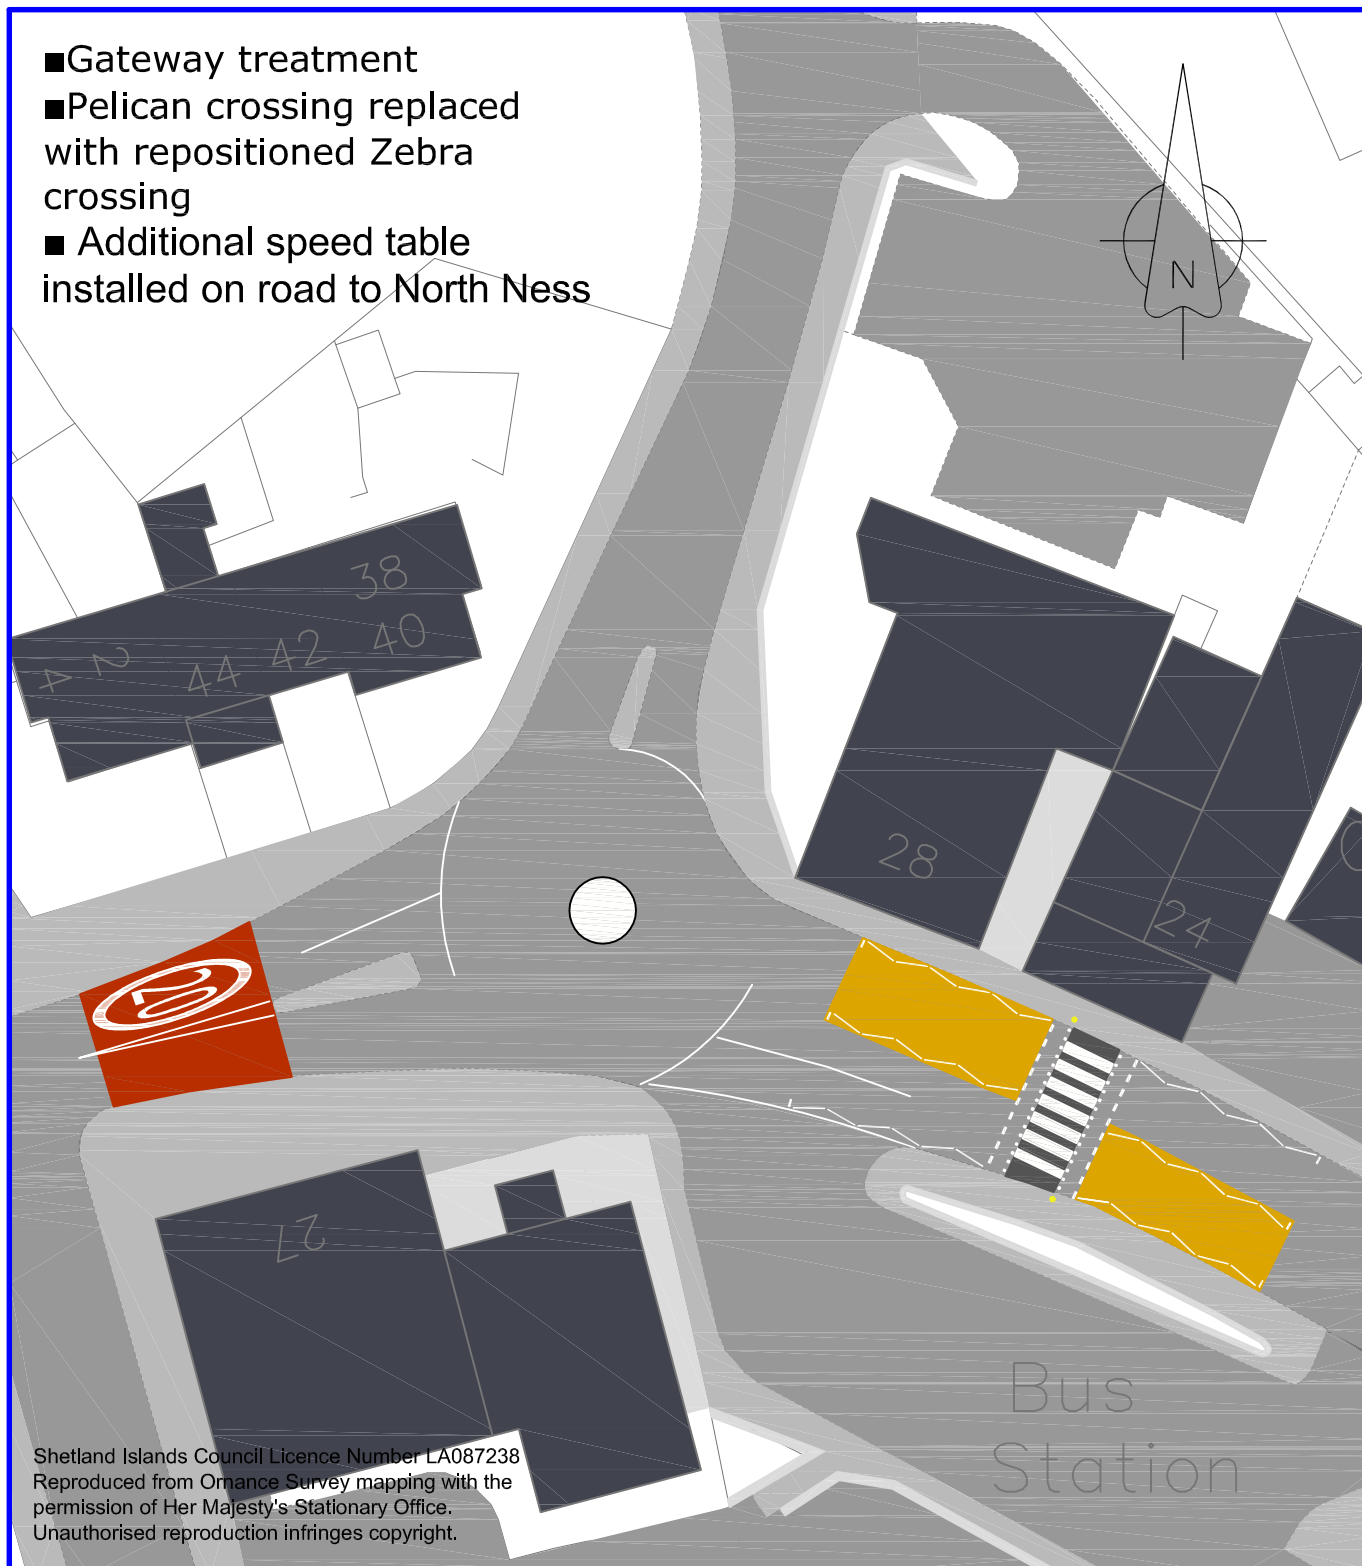 ■Gateway treatment
■Pelican crossing replaced
with repositioned Zebra
crossing
■ Additional speed table
installed on road to North Ness
N
38
40
42
44
2
4
28
24
20
27
Bus
Station
Shetland Islands Council Licence Number LA087238
Reproduced from Ornance Survey mapping with the
permission of Her Majesty's Stationary Office.
Unauthorised reproduction infringes copyright.